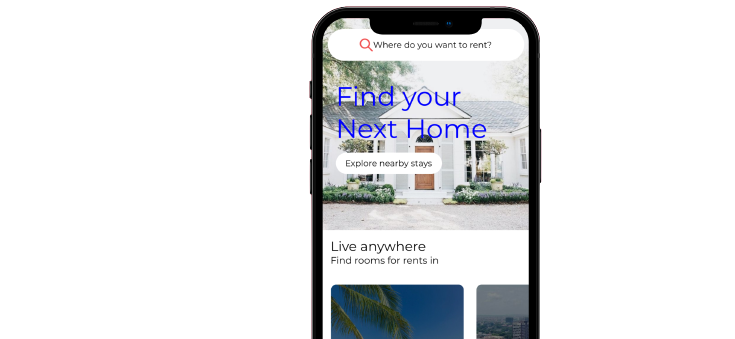 Where do you want to rent?
Find your
Next Home
Explore nearby stays
Live anywhere
Find rooms for rents in